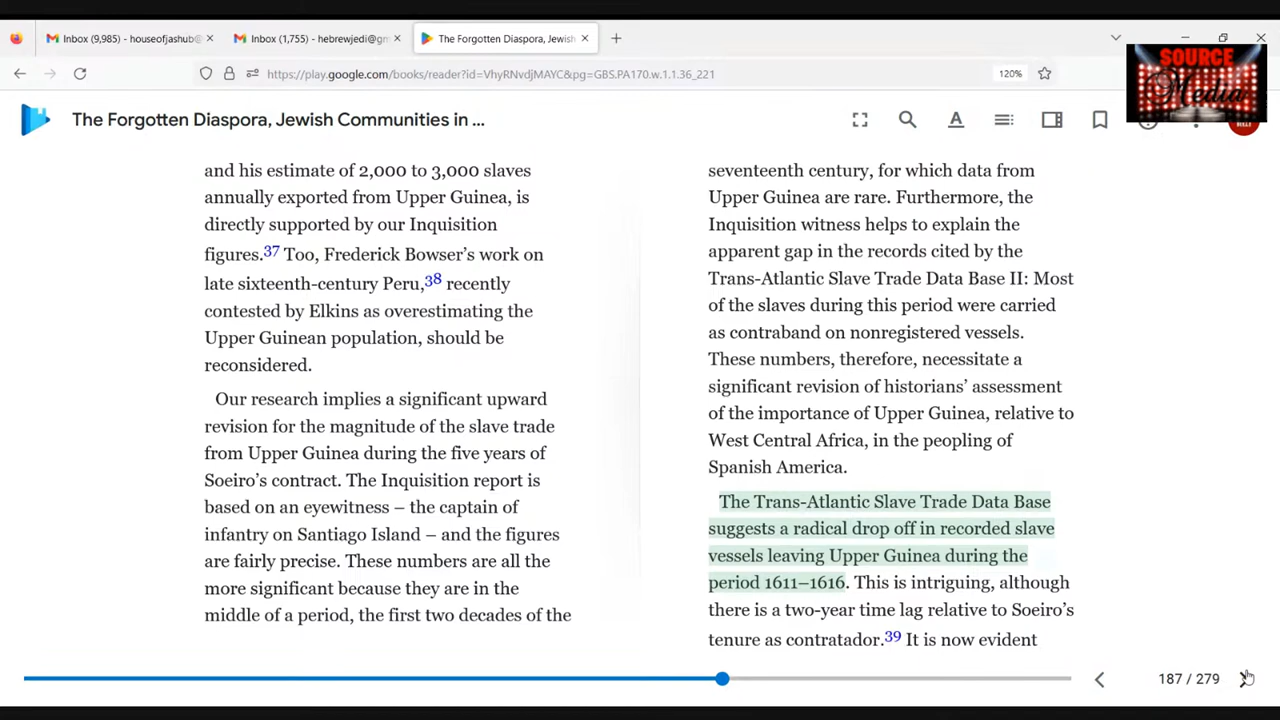 Inbox (9,985) - houseofjashub@
Inbox (1,755) - hebrewjedi@gm
The Forgotten Diaspora, Jewish
https://play.google.com/books/reader?id=VhyRNvdjMAYC&pg=GBS.PA170.w.1.1.36_221
120%
SOURCE
Media
The Forgotten Diaspora, Jewish Communities in ...
and his estimate of 2,000 to 3,000 slaves
annually exported from Upper Guinea, is
directly supported by our Inquisition
figures.37 Too, Frederick Bowser’s work on
late sixteenth-century Peru,38 recently
contested by Elkins as overestimating the
Upper Guinean population, should be
reconsidered.
Our research implies a significant upward
revision for the magnitude of the slave trade
from Upper Guinea during the five years of
Soeiro’s contract. The Inquisition report is
based on an eyewitness – the captain of
infantry on Santiago Island – and the figures
are fairly precise. These numbers are all the
more significant because they are in the
middle of a period, the first two decades of the
seventeenth century, for which data from
Upper Guinea are rare. Furthermore, the
Inquisition witness helps to explain the
apparent gap in the records cited by the
Trans-Atlantic Slave Trade Data Base II: Most
of the slaves during this period were carried
as contraband on nonregistered vessels.
These numbers, therefore, necessitate a
significant revision of historians’ assessment
of the importance of Upper Guinea, relative to
West Central Africa, in the peopling of
Spanish America.
The Trans-Atlantic Slave Trade Data Base
suggests a radical drop off in recorded slave
vessels leaving Upper Guinea during the
period 1611–1616. This is intriguing, although
there is a two-year time lag relative to Soeiro’s
tenure as contratador.39 It is now evident
187 / 279